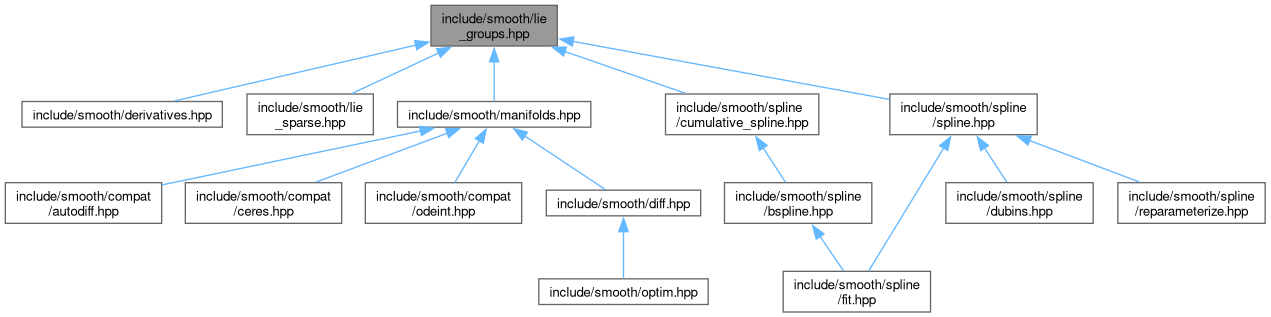 include/smooth/lie
_groups.hpp
include/smooth/derivatives.hpp
include/smooth/lie
_sparse.hpp
include/smooth/manifolds.hpp
include/smooth/spline
/cumulative_spline.hpp
include/smooth/spline
/spline.hpp
include/smooth/compat
/autodiff.hpp
include/smooth/compat
/ceres.hpp
include/smooth/compat
/odeint.hpp
include/smooth/diff.hpp
include/smooth/spline
/bspline.hpp
include/smooth/spline
/dubins.hpp
include/smooth/spline
/reparameterize.hpp
include/smooth/optim.hpp
include/smooth/spline
/fit.hpp